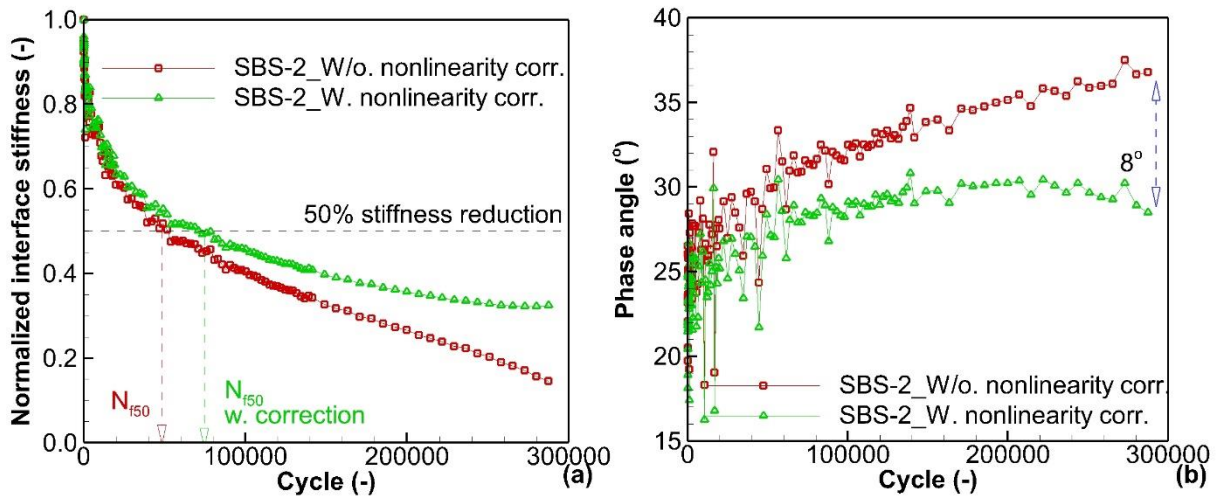 Normalized interface stiffness (-)
1.0
0.8
0.6
0.4
0.2
0.0
SBS-2_W/o. nonlinearity corr.
SBS-2_W. nonlinearity corr.
50% stiffness reduction
N_f50
N_f50
w. correction
0
100000
200000
300000
Cycle (-)
(a)
Phase angle (°)
40
35
30
25
20
15
8°
SBS-2_W/o. nonlinearity corr.
SBS-2_W. nonlinearity corr.
0
100000
200000
300000
Cycle (-)
(b)